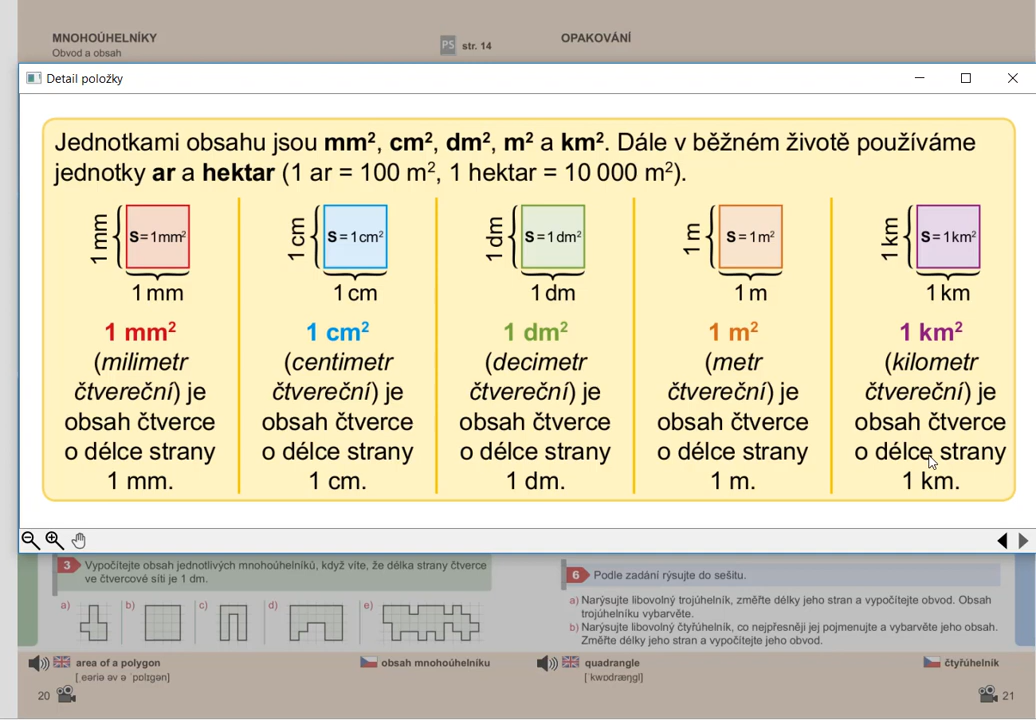 MNOHOÚHELNÍKY
Obvod a obsah
PS str. 14
OPAKOVÁNÍ
Detail položky
Jednotkami obsahu jsou mm², cm², dm², m² a km². Dále v běžném životě používáme
jednotky ar a hektar (1 ar = 100 m², 1 hektar = 10 000 m²).
1 mm
S = 1mm²
1 mm
1 mm²
(milimetr
čtvereční) je
obsah čtverce
o délce strany
1 mm.
1 cm
S = 1 cm²
1 cm
1 cm²
(centimetr
čtvereční) je
obsah čtverce
o délce strany
1 cm.
1 dm
S = 1 dm²
1 dm
1 dm²
(decimetr
čtvereční) je
obsah čtverce
o délce strany
1 dm.
1 m
S = 1 m²
1 m
1 m²
(metr
čtvereční) je
obsah čtverce
o délce strany
1 m.
1 km
S = 1 km²
1 km
1 km²
(kilometr
čtvereční) je
obsah čtverce
o délce strany
1 km.
3 Vypočítejte obsah jednotlivých mnohoúhelníků, když víte, že délka strany čtverce
ve čtvercové síti je 1 dm.
a) b) c) d) e)
area of a polygon
obsah mnohoúhelníku
[ˌeəriə əv ə ˈpɒlɪgən]
20
6 Podle zadání rýsujte do sešitu.
a) Narýsujte libovolný trojúhelník, změřte délky jeho stran a vypočítejte obvod. Obsah
trojúhelníku vybarvěte.
b) Narýsujte libovolný čtyřúhelník, co nejpřesněji jej pojmenujte a vybarvěte jeho obsah.
Změřte délky jeho stran a vypočítejte jeho obvod.
quadrangle
čtyřúhelník
[ˈkwɒdræŋgl]
21